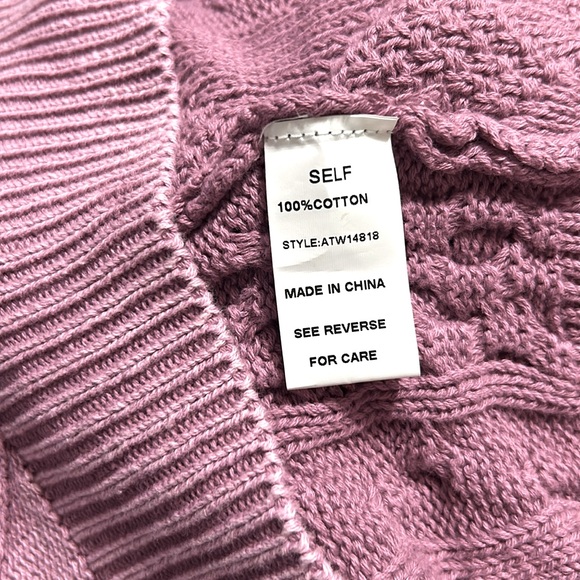 SELF
100%COTTON
STYLE:ATW14818
MADE IN CHINA
SEE REVERSE
FOR CARE